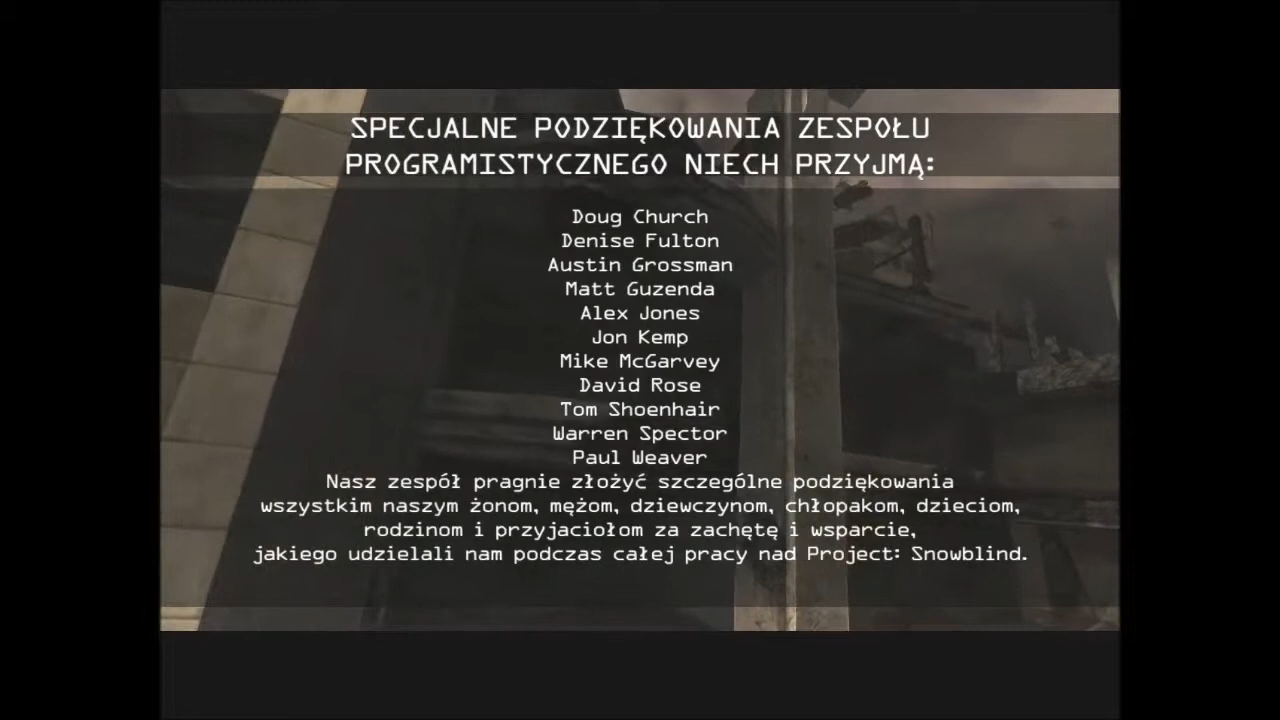 SPECJALNE PODZIĘKOWANIA ZESPOŁU
PROGRAMISTYCZNEGO NIECH PRZYJMĄ:
Doug Church
Denise Fulton
Austin Grossman
Matt Guzenda
Alex Jones
Jon Kemp
Mike McGarvey
David Rose
Tom Shoenhair
Warren Spector
Paul Weaver
Nasz zespół pragnie złożyć szczególne podziękowania
wszystkim naszym żonom, mężom, dziewczynom, chłopakom, dzieciom,
rodzinom i przyjaciołom za zachętę i wsparcie,
jakiego udzielali nam podczas całej pracy nad Project: Snowblind.